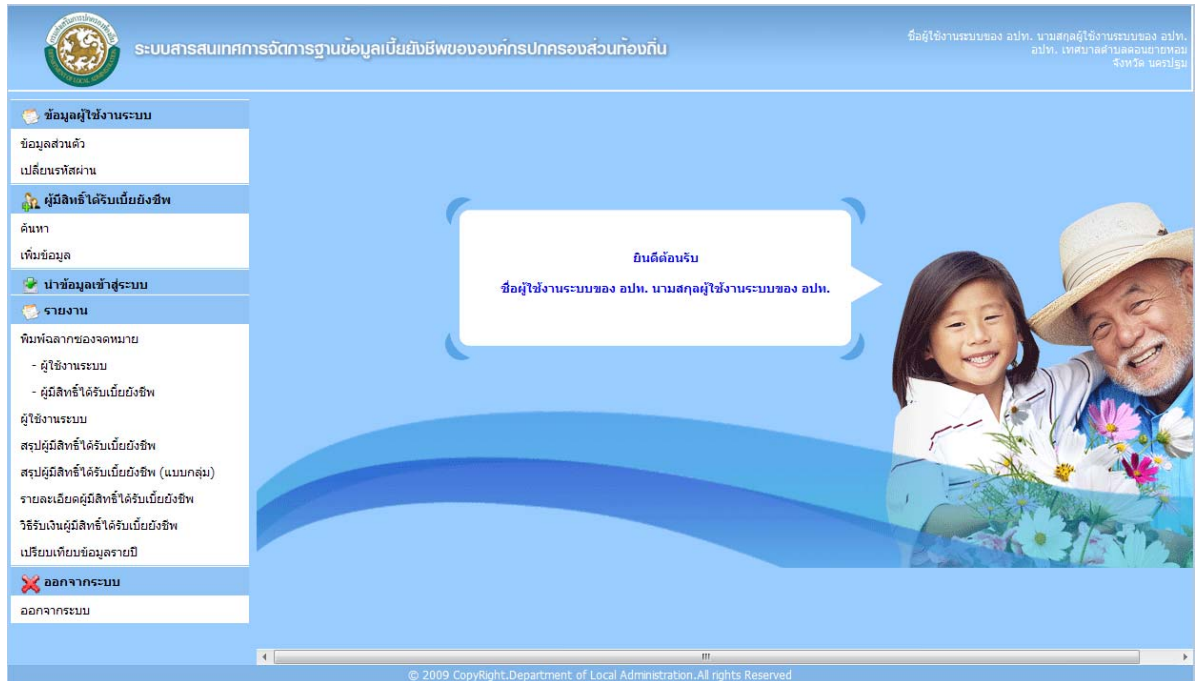 ระบบสารสนเทศการจัดการฐานข้อมูลเบี้ยยังชีพขององค์กรปกครองส่วนท้องถิ่น
ชื่อผู้ใช้งานระบบของ อปท. นามสกุลผู้ใช้งานระบบของ อปท.
อปท. เทศบาลตำบลดอนยายหอม
จังหวัด นครปฐม
ข้อมูลผู้ใช้งานระบบ
ข้อมูลส่วนตัว
เปลี่ยนรหัสผ่าน
ผู้มีสิทธิ์ได้รับเบี้ยยังชีพ
ค้นหา
เพิ่มข้อมูล
นำข้อมูลเข้าสู่ระบบ
รายงาน
พิมพ์ฉลากซองจดหมาย
- ผู้ใช้งานระบบ
- ผู้มีสิทธิ์ได้รับเบี้ยยังชีพ
ผู้ใช้งานระบบ
สรุปผู้มีสิทธิ์ได้รับเบี้ยยังชีพ
สรุปผู้มีสิทธิ์ได้รับเบี้ยยังชีพ (แบบกลุ่ม)
รายละเอียดผู้มีสิทธิ์ได้รับเบี้ยยังชีพ
วิธีรับเงินผู้มีสิทธิ์ได้รับเบี้ยยังชีพ
เปรียบเทียบข้อมูลรายปี
ออกจากระบบ
ออกจากระบบ
ยินดีต้อนรับ
ชื่อผู้ใช้งานระบบของ อปท. นามสกุลผู้ใช้งานระบบของ อปท.
© 2009 CopyRight.Department of Local Administration.All rights Reserved